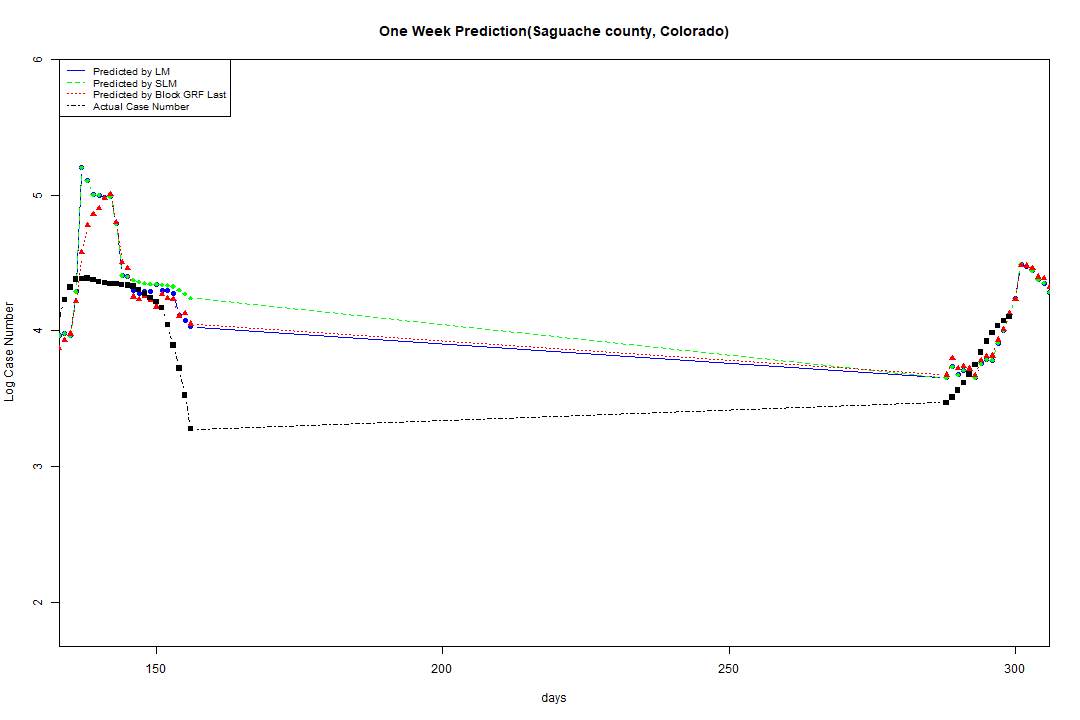 One Week Prediction(Saguache county, Colorado)
Predicted by LM
Predicted by SLM
Predicted by Block GRF Last
Actual Case Number
6
5
4
3
2
Log Case Number
150
200
250
300
days